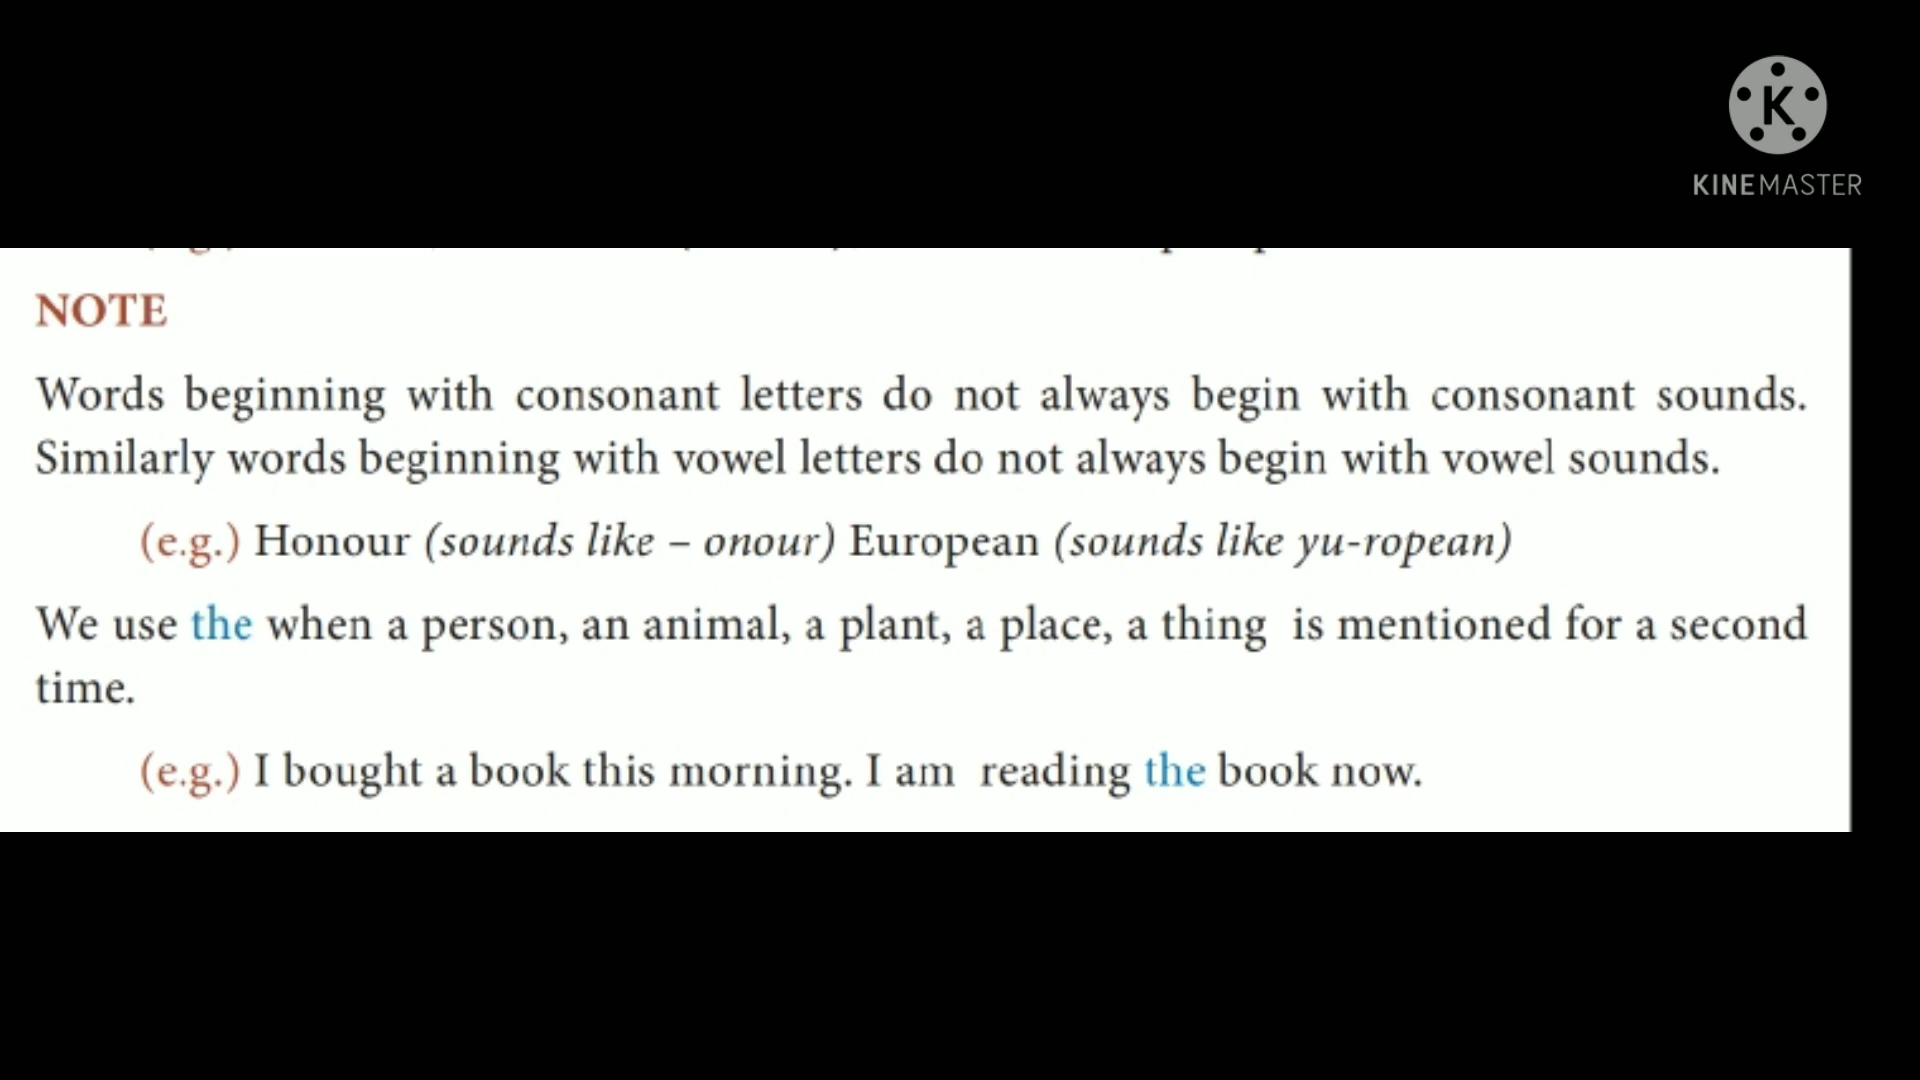 K
KINEMASTER
NOTE
Words beginning with consonant letters do not always begin with consonant sounds.
Similarly words beginning with vowel letters do not always begin with vowel sounds.
(e.g.) Honour (sounds like – onour) European (sounds like yu-ropean)
We use the when a person, an animal, a plant, a place, a thing is mentioned for a second
time.
(e.g.) I bought a book this morning. I am reading the book now.